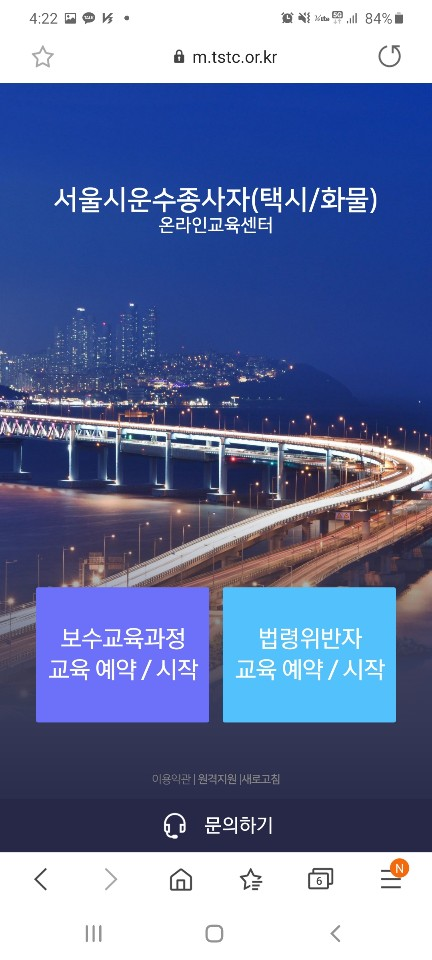 4:22
84%
m.tstc.or.kr
서울시운수종사자(택시/화물)
온라인교육센터
보수교육과정
교육 예약 / 시작
법령위반자
교육 예약 / 시작
이용약관 | 원격지원 |새로고침
문의하기
6
N